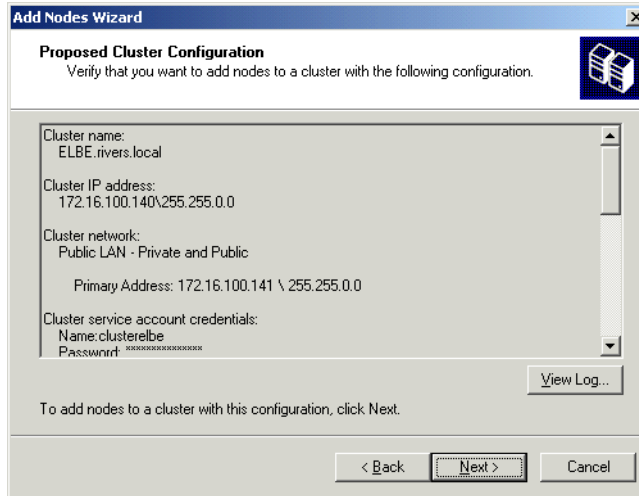 Add Nodes Wizard
Proposed Cluster Configuration
Verify that you want to add nodes to a cluster with the following configuration.
Cluster name:
ELBE.rivers.local
Cluster IP address:
172.16.100.140\255.255.0.0
Cluster network:
Public LAN - Private and Public
Primary Address: 172.16.100.141 \ 255.255.0.0
Cluster service account credentials:
Name:clusterelbe
Password: ***************
View Log...
To add nodes to a cluster with this configuration, click Next.
< Back
Next >
Cancel